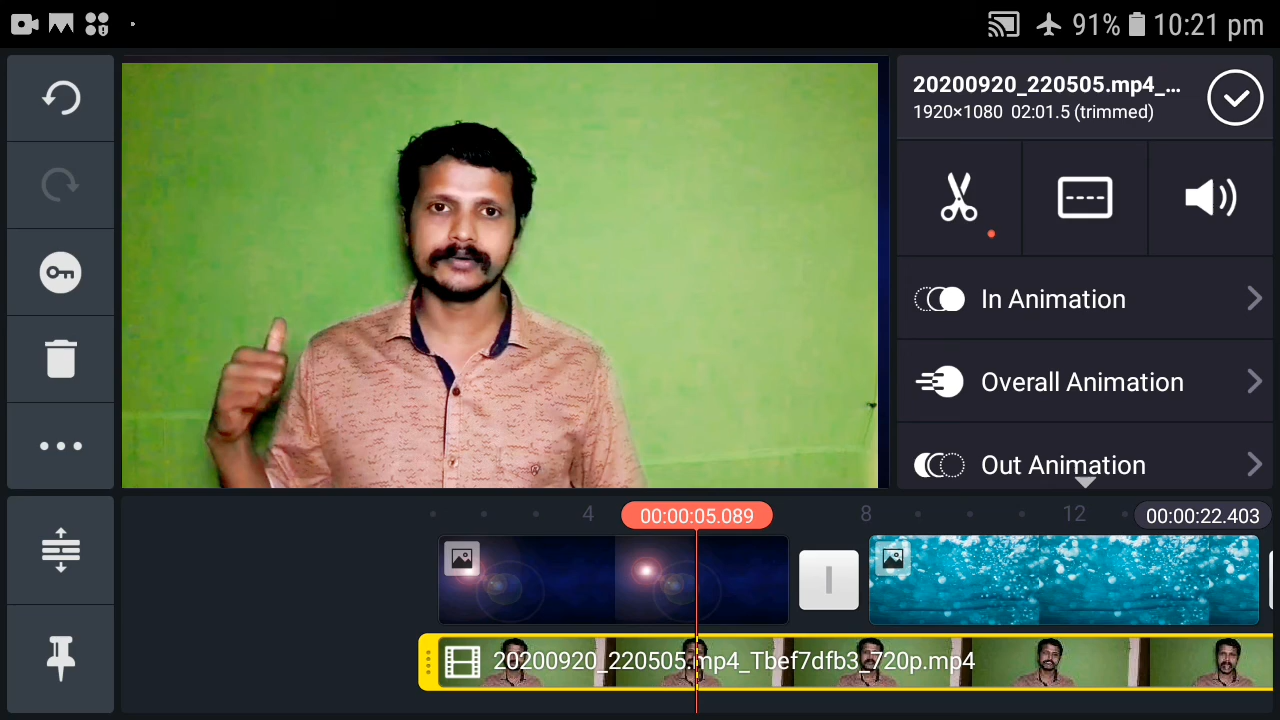 91% 10:21 pm
20200920_220505.mp4_...
1920×1080 02:01.5 (trimmed)
In Animation
Overall Animation
Out Animation
4 00:00:05.089 8 12 00:00:22.403
20200920_220505.mp4_Tbef7dfb3_720p.mp4